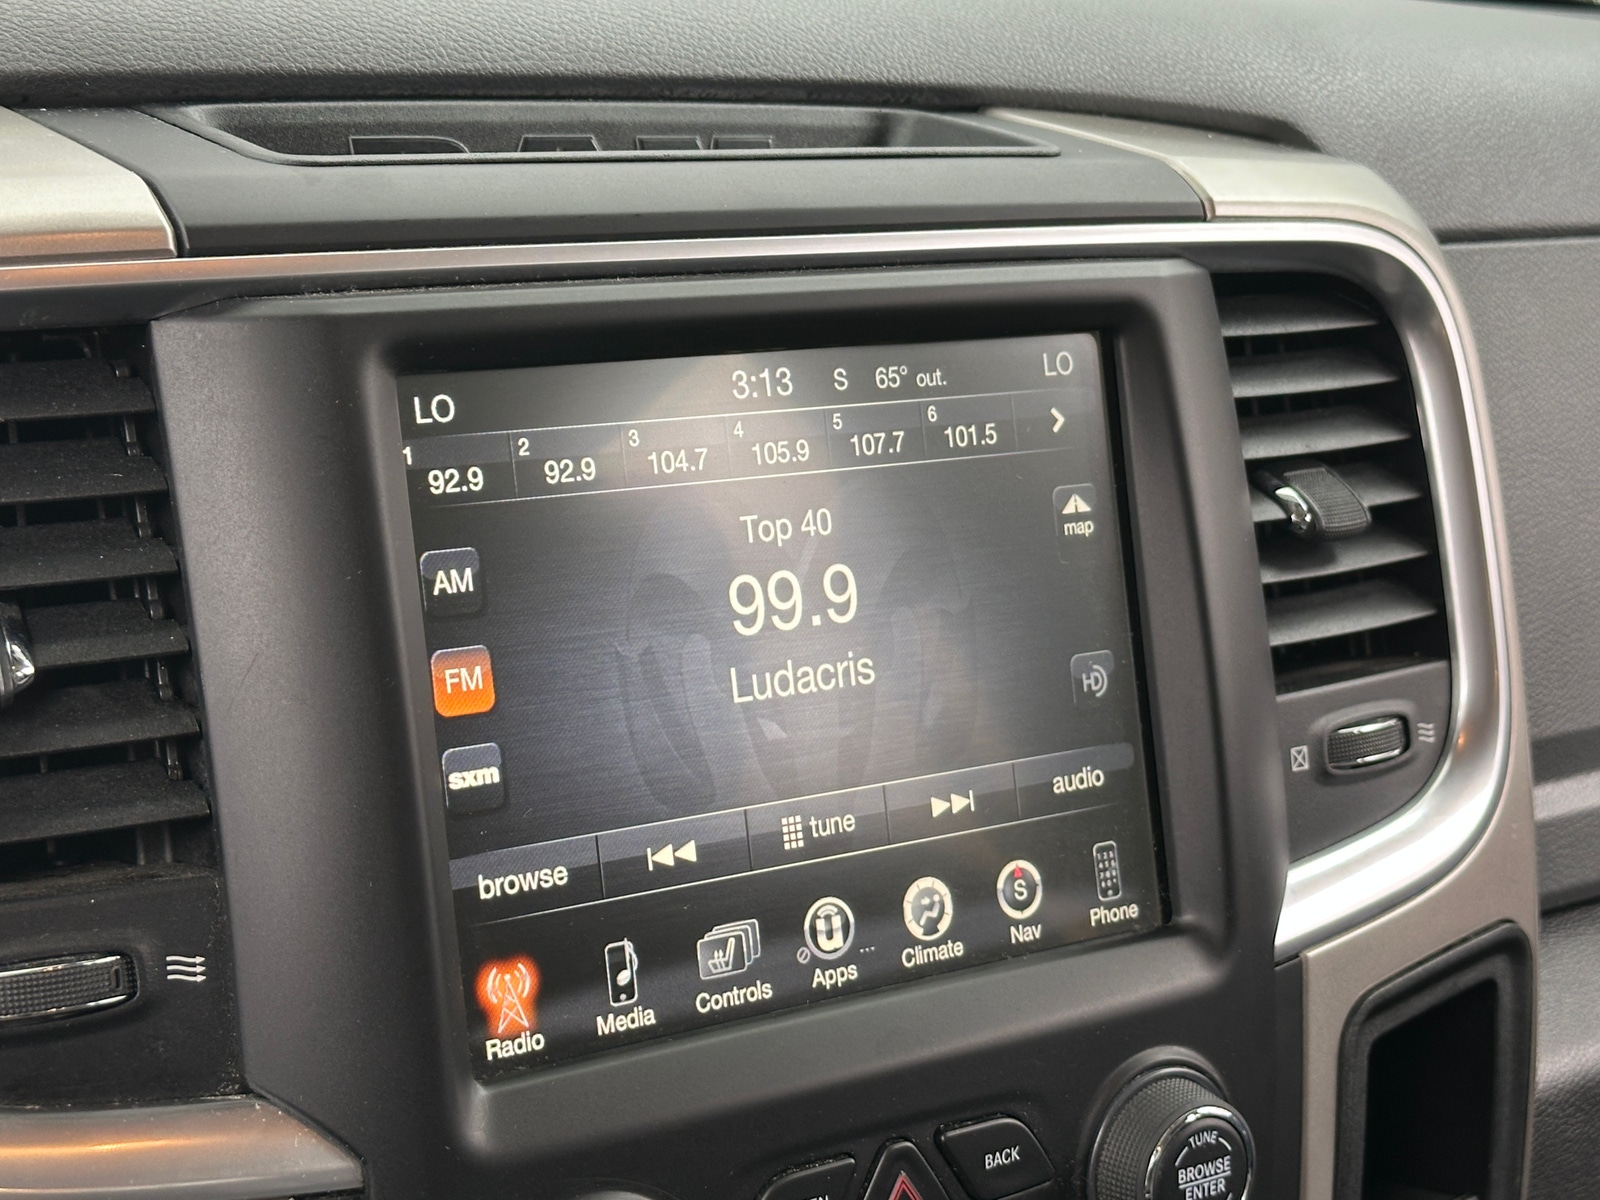 LO 3:13 S 65° out. LO
1 92.9 2 92.9 3 104.7 4 105.9 5 107.7 6 101.5
Top 40
map
AM
99.9
FM
Ludacris
HD
sxm
browse tune audio
Radio Media Controls Apps ... Climate S Nav Phone
BACK
TUNE
BROWSE
ENTER